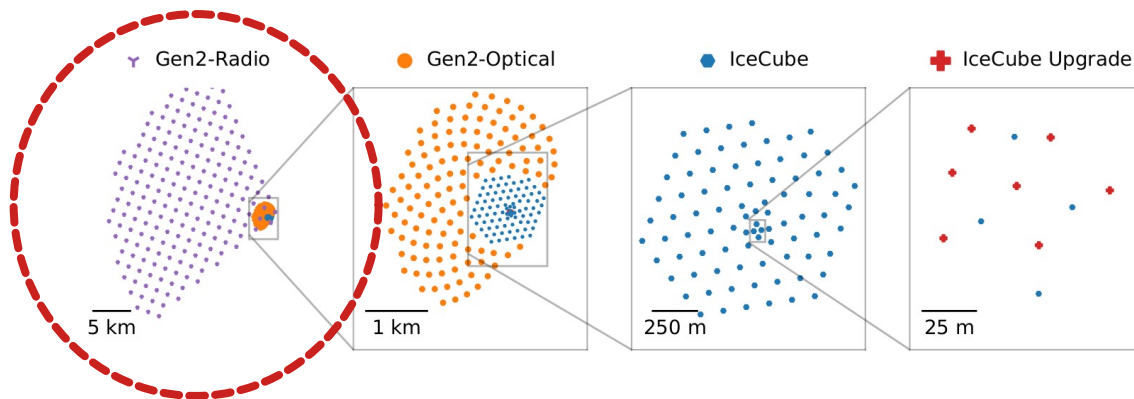 Gen2-Radio
Gen2-Optical
IceCube
IceCube Upgrade
5 km
1 km
250 m
25 m